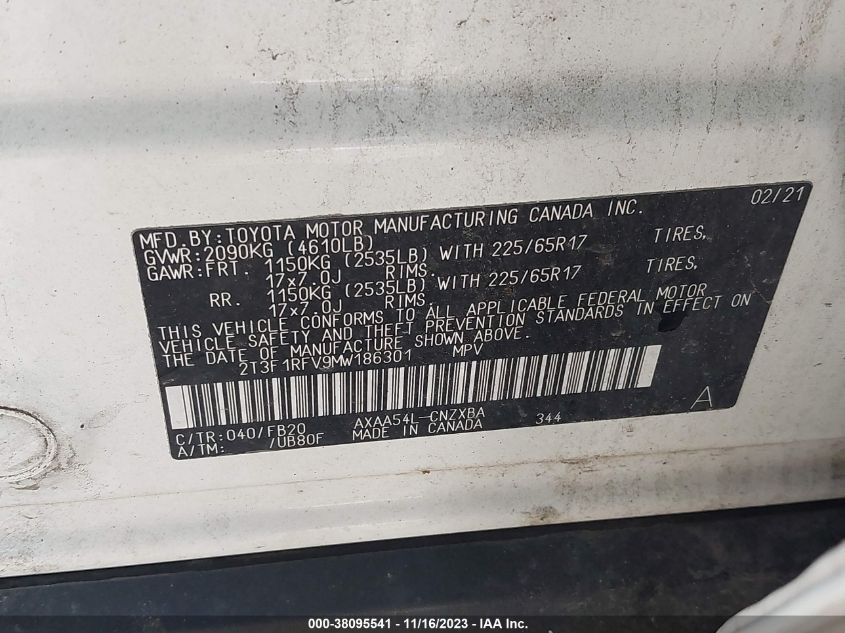 02/21
MFD. BY: TOYOTA MOTOR MANUFACTURING CANADA INC.
GVWR: 2090KG (4610LB)
GAWR: FRT. 1150KG (2535LB) WITH 225/65R17 TIRES,
17x7.0J RIMS.
RR. 1150KG (2535LB) WITH 225/65R17 TIRES,
17x7.0J RIMS.
THIS VEHICLE CONFORMS TO ALL APPLICABLE FEDERAL MOTOR
VEHICLE SAFETY AND THEFT PREVENTION STANDARDS IN EFFECT ON
THE DATE OF MANUFACTURE SHOWN ABOVE.
2T3F1RFV9MW186301 MPV
A
C/TR: 040/FB20 AXAA54L-CNZXBA 344
A/TM: /UB80F MADE IN CANADA
000-38095541 - 11/16/2023 - IAA Inc.